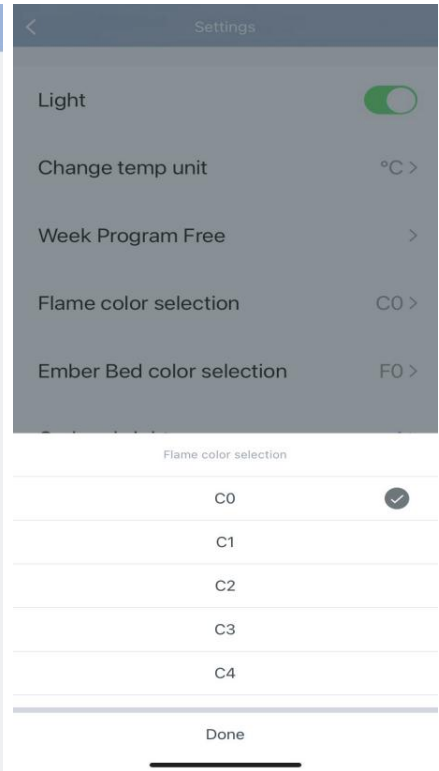 Settings
Light
Change temp unit °C >
Week Program Free >
Flame color selection C0 >
Ember Bed color selection F0 >
Flame color selection
C0
C1
C2
C3
C4
Done